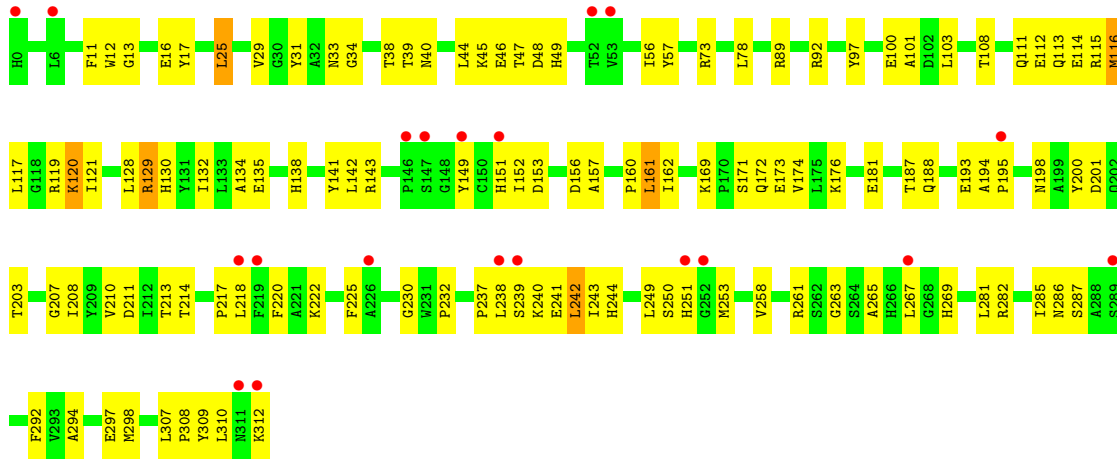 H0 L6 F11 W12 G13 E16 Y17 L25 V29 G30 Y31 A32 N33 G34 T38 T39 N40 L44 K45 E46 T47 D48 H49 T52 V53 I56 Y57 R73 L78 R89 R92 Y97 E100 A101 D102 L103 T108 Q111 E112 Q113 E114 R115 M116
L117 G118 R119 K120 I121 L128 R129 H130 Y131 I132 L133 A134 E135 H138 Y141 L142 R143 P146 S147 G148 Y149 C150 H151 I152 D153 D156 A157 P160 L161 I162 K169 P170 S171 Q172 E173 V174 L175 K176 E181 T187 Q188 E193 A194 P195 N198 A199 Y200 D201 Q202
T203 G207 I208 Y209 V210 D211 I212 T213 T214 P217 L218 F219 F220 A221 K222 F225 A226 G230 W231 P232 P237 L238 S239 K240 E241 L242 I243 H244 L249 S250 H251 G252 M253 V258 R261 S262 G263 S264 A265 H266 L267 G268 H269 L281 R282 I285 N286 S287 A288 S289
F292 V293 A294 E297 M298 L307 P308 Y309 L310 N311 K312